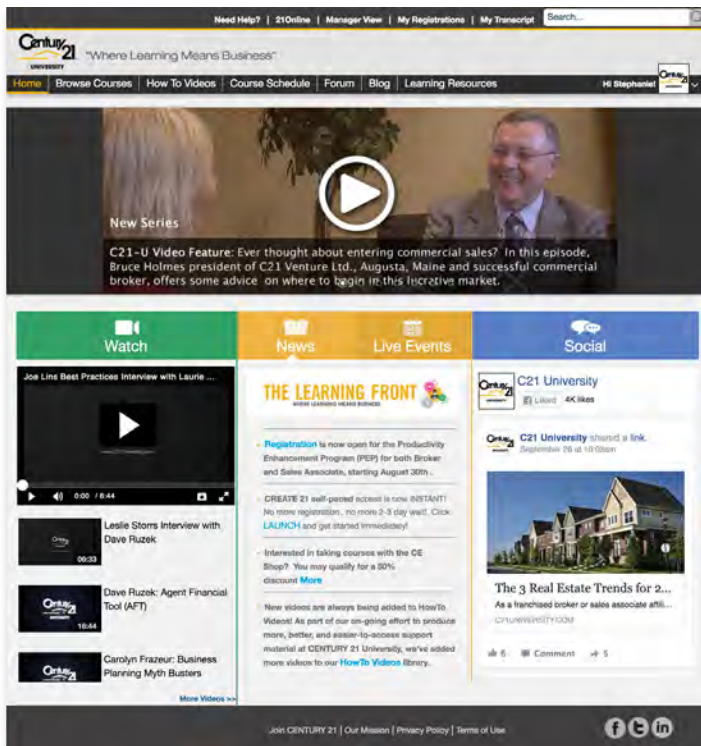 Need Help? | 21Online | Manager View | My Registrations | My Transcript
Search...
Century 21
UNIVERSITY
"Where Learning Means Business"
Home
Browse Courses
How To Videos
Course Schedule
Forum
Blog
Learning Resources
Hi Stephanie!
New Series
C21-U Video Feature: Ever thought about entering commercial sales? In this episode,
Bruce Holmes president of C21 Venture Ltd., Augusta, Maine and successful commercial
broker, offers some advice on where to begin in this lucrative market.
Watch
News
Live Events
Social
Joe Lins Best Practices Interview with Laurie ...
0:00 / 8:44
Leslie Storrs Interview with
Dave Ruzek
06:33
Dave Ruzek: Agent Financial
Tool (AFT)
16:44
Carolyn Frazeur: Business
Planning Myth Busters
More Videos >>
THE LEARNING FRONT
WHERE LEARNING MEANS BUSINESS
Registration is now open for the Productivity
Enhancement Program (PEP) for both Broker
and Sales Associate, starting August 30th.
CREATE 21 self-paced access is now INSTANT!
No more registration, no more 2-3 day wait! Click
LAUNCH and get started immediately!
Interested in taking courses with the CE
Shop? You may qualify for a 50%
discount More
New videos are always being added to HowTo
Videos! As part of our on-going effort to produce
more, better, and easier-to-access support
material at CENTURY 21 University, we've added
more videos to our HowTo Videos library.
Century 21
C21 University
Liked 4K likes
C21 University shared a link.
September 26 at 10:03am
The 3 Real Estate Trends for 2...
As a franchised broker or sales associate affili...
C21UNIVERSITY.COM
6 Comment 5
Join CENTURY 21 | Our Mission | Privacy Policy | Terms of Use